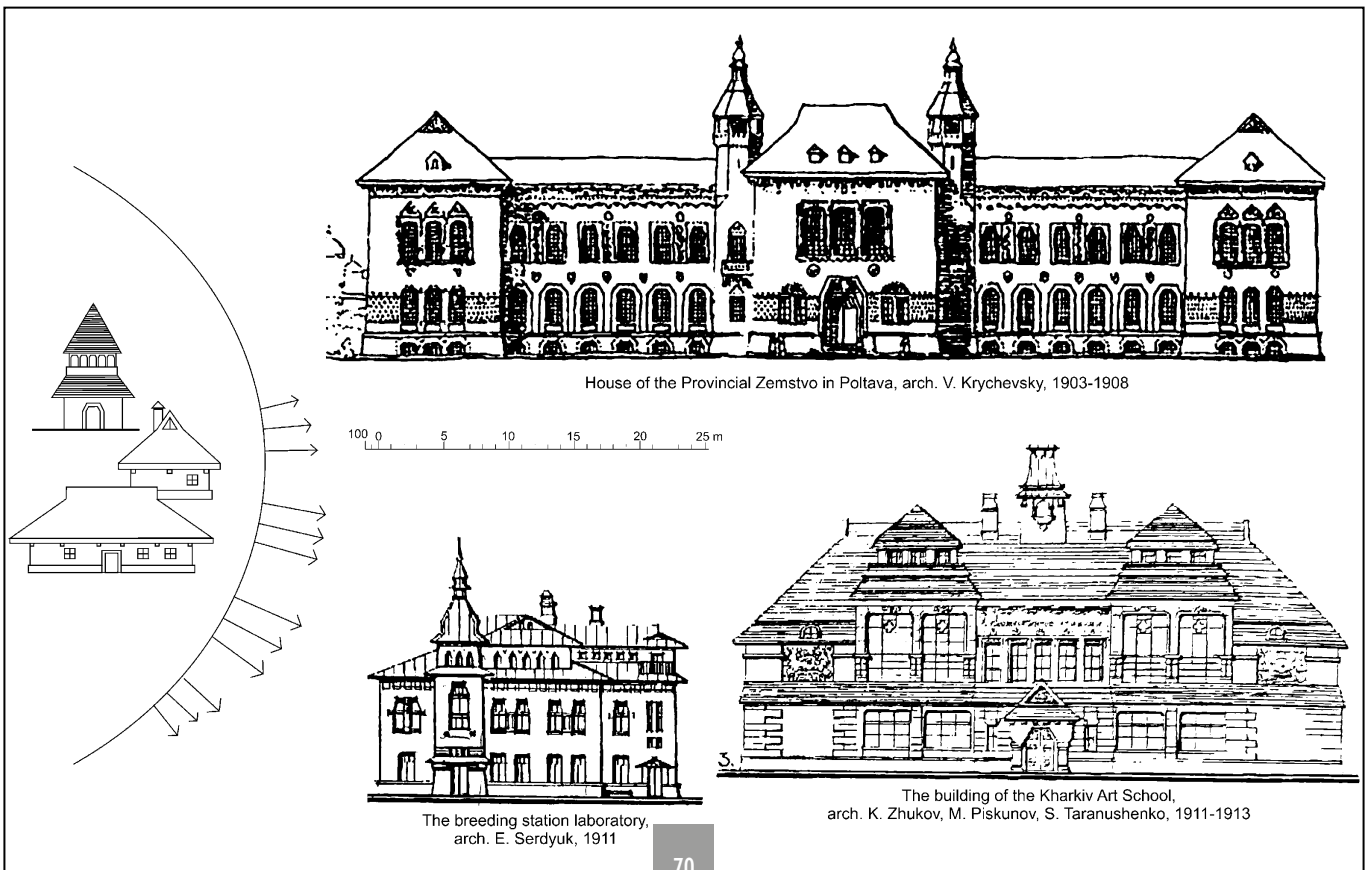 House of the Provincial Zemstvo in Poltava, arch. V. Krychevsky, 1903-1908
100 0 5 10 15 20 25 m
3.
The breeding station laboratory,
arch. E. Serdyuk, 1911
The building of the Kharkiv Art School,
arch. K. Zhukov, M. Piskunov, S. Taranushenko, 1911-1913
70